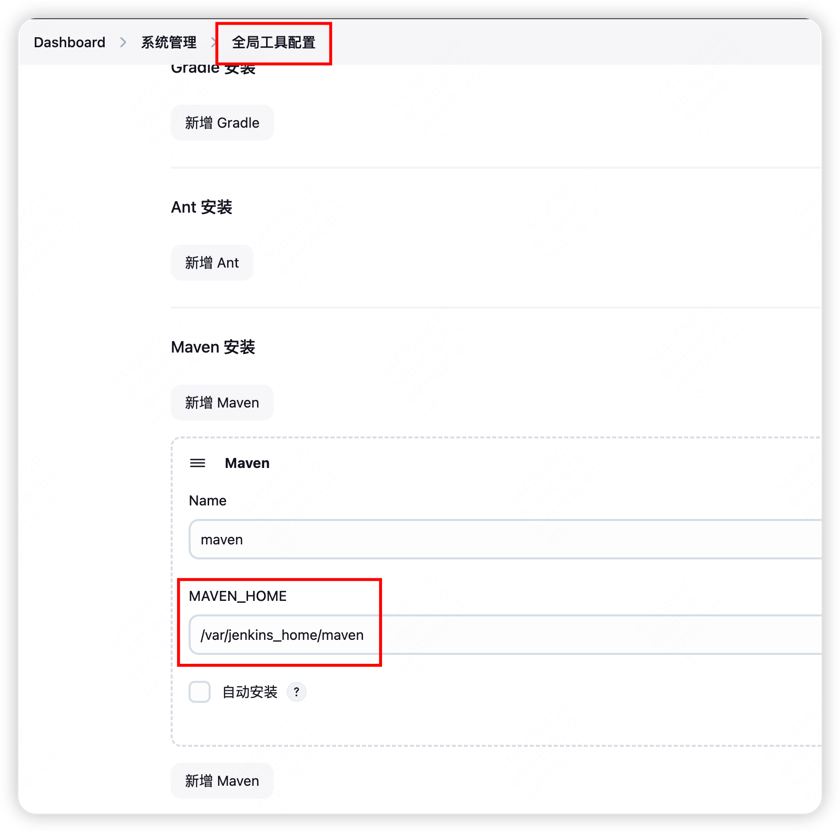 Dashboard > 系统管理 > 全局工具配置
Gradle 安装
新增 Gradle
Ant 安装
新增 Ant
Maven 安装
新增 Maven
Maven
Name
maven
MAVEN_HOME
/var/jenkins_home/maven
自动安装 ?
新增 Maven